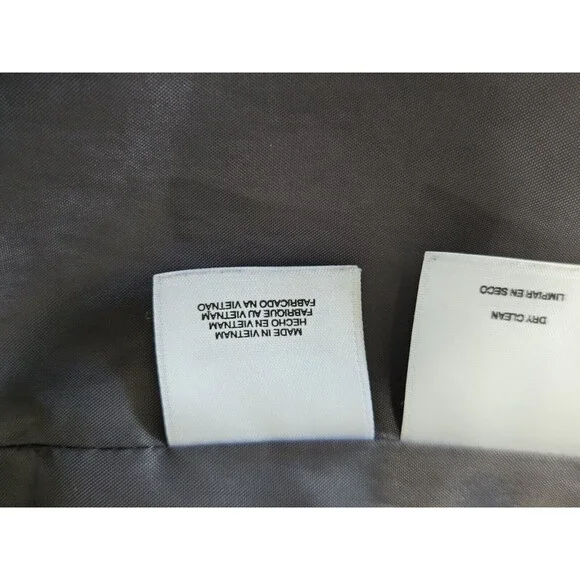 MADE IN VIETNAM
HECHO EN VIETNAM
FABRIQUE AU VIETNAM
FABRICADO NA VIETNAO
DRY CLEAN
LIMPIAR EN SECO